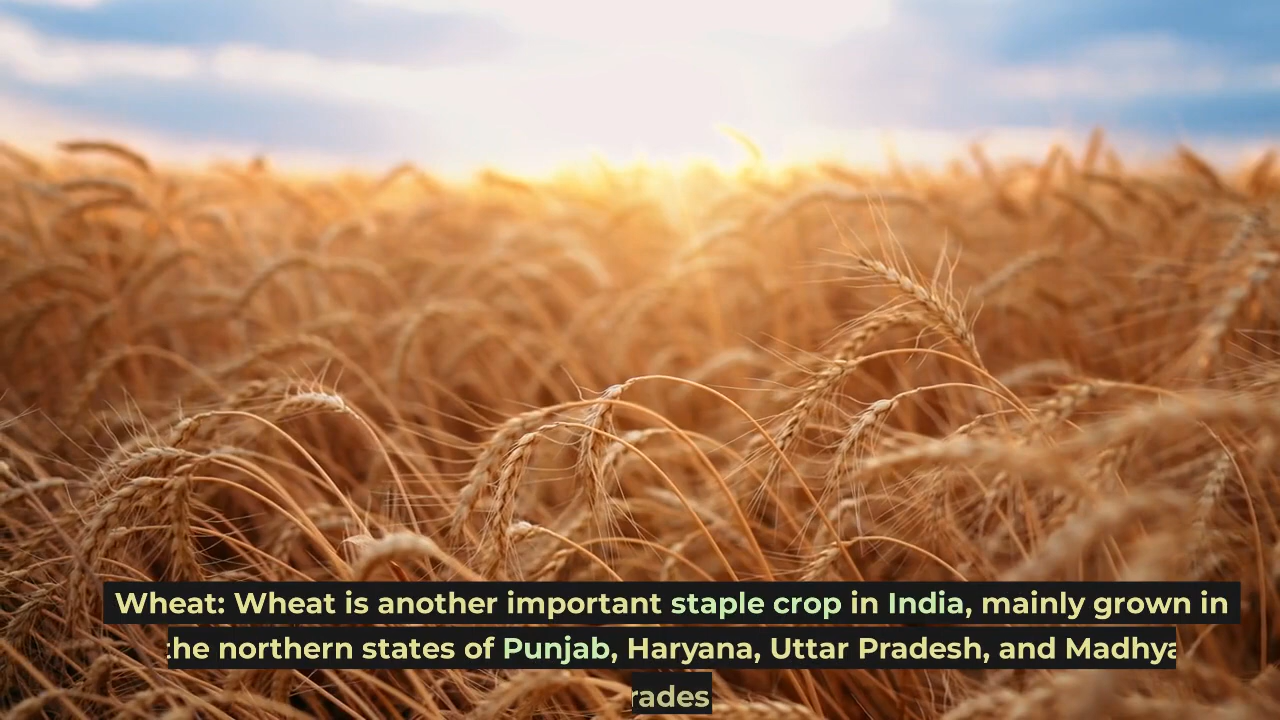 Wheat: Wheat is another important staple crop in India, mainly grown in
the northern states of Punjab, Haryana, Uttar Pradesh, and Madhya
rades